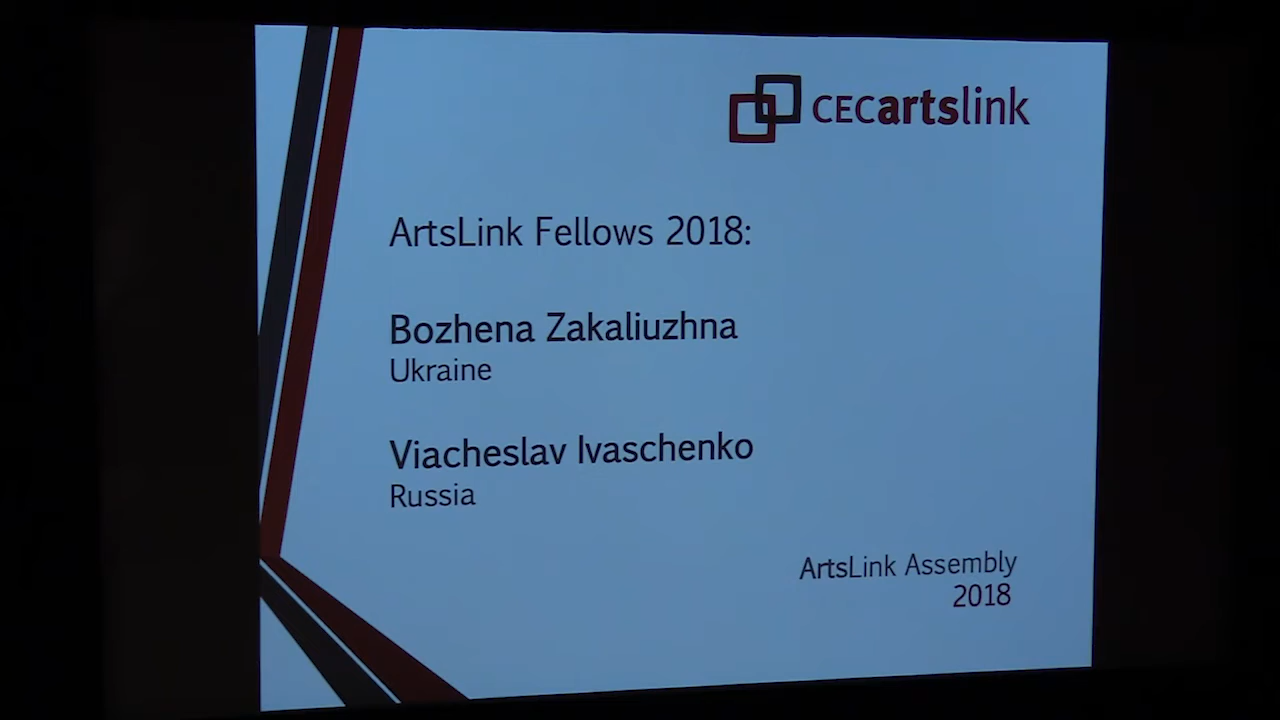 CECartslink
ArtsLink Fellows 2018:
Bozhena Zakaliuzhna
Ukraine
Viacheslav Ivaschenko
Russia
ArtsLink Assembly
2018